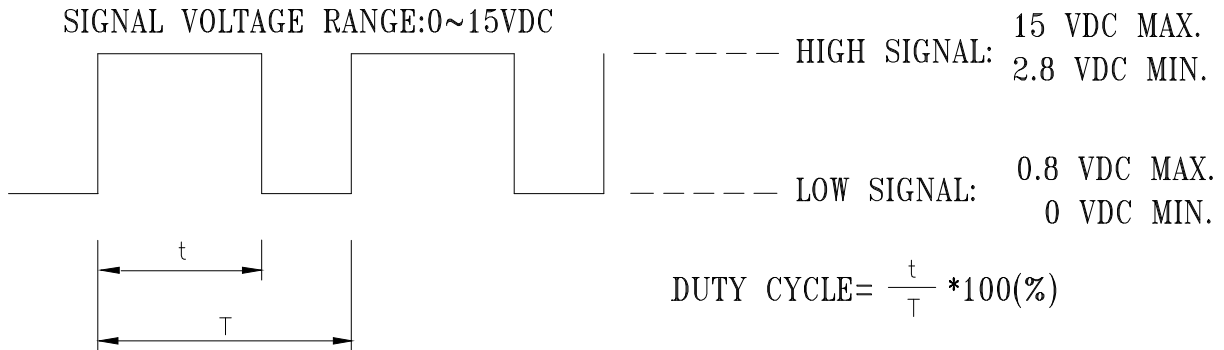 SIGNAL VOLTAGE RANGE:0~15VDC
HIGH SIGNAL: 15 VDC MAX.
2.8 VDC MIN.
LOW SIGNAL: 0.8 VDC MAX.
0 VDC MIN.
t
T
DUTY CYCLE= t/T *100(%)